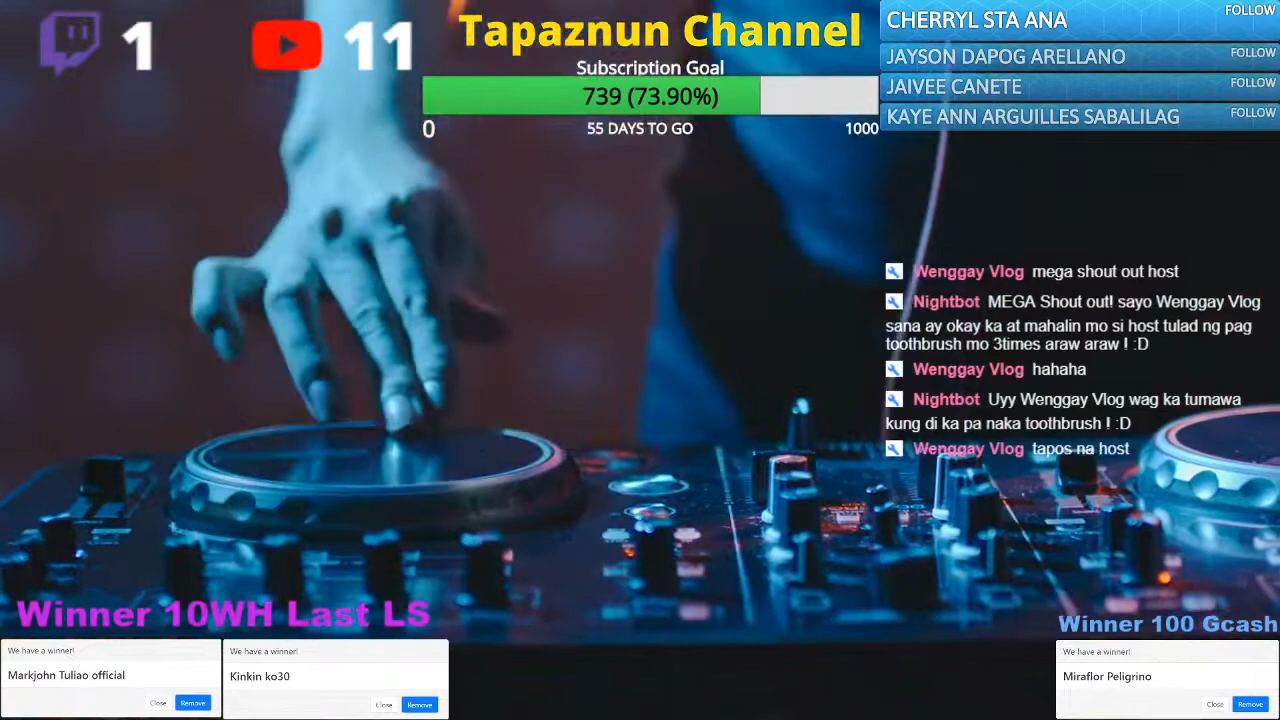 1
11
Tapaznun Channel
Subscription Goal
739 (73.90%)
0
55 DAYS TO GO
1000
CHERRYL STA ANA
FOLLOW
JAYSON DAPOG ARELLANO
FOLLOW
JAIVEE CANETE
FOLLOW
KAYE ANN ARGUILLES SABALILAG
FOLLOW
Wenggay Vlog mega shout out host
Nightbot MEGA Shout out! sayo Wenggay Vlog
sana ay okay ka at mahalin mo si host tulad ng pag
toothbrush mo 3times araw araw ! :D
Wenggay Vlog hahaha
Nightbot Uyy Wenggay Vlog wag ka tumawa
kung di ka pa naka toothbrush ! :D
Wenggay Vlog tapos na host
Winner 10WH Last LS
We have a winner!
Markjohn Tuliao official
Close Remove
We have a winner!
Kinkin ko30
Close Remove
Winner 100 Gcash
We have a winner!
Miraflor Peligrino
Close Remove